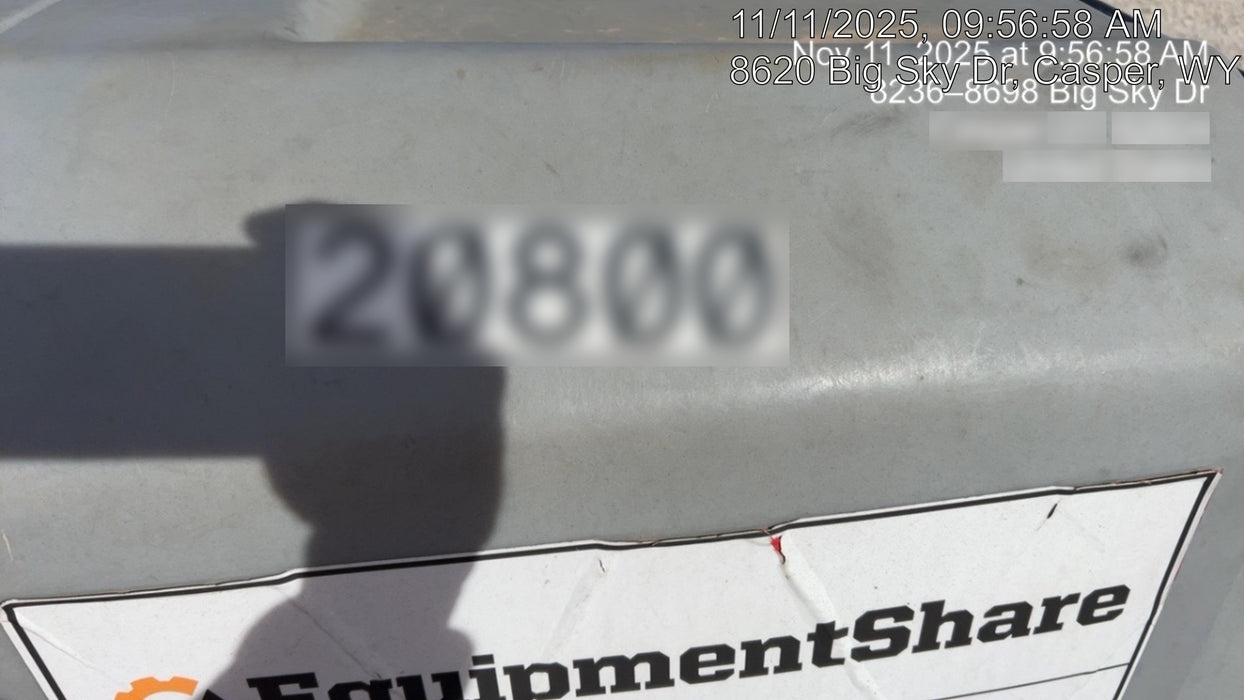 11/11/2025, 09:56:58 AM
Nov 11, 2025 at 9:56:58 AM
8620 Big Sky Dr, Casper, WY
8236–8698 Big Sky Dr
20800
EquipmentShare